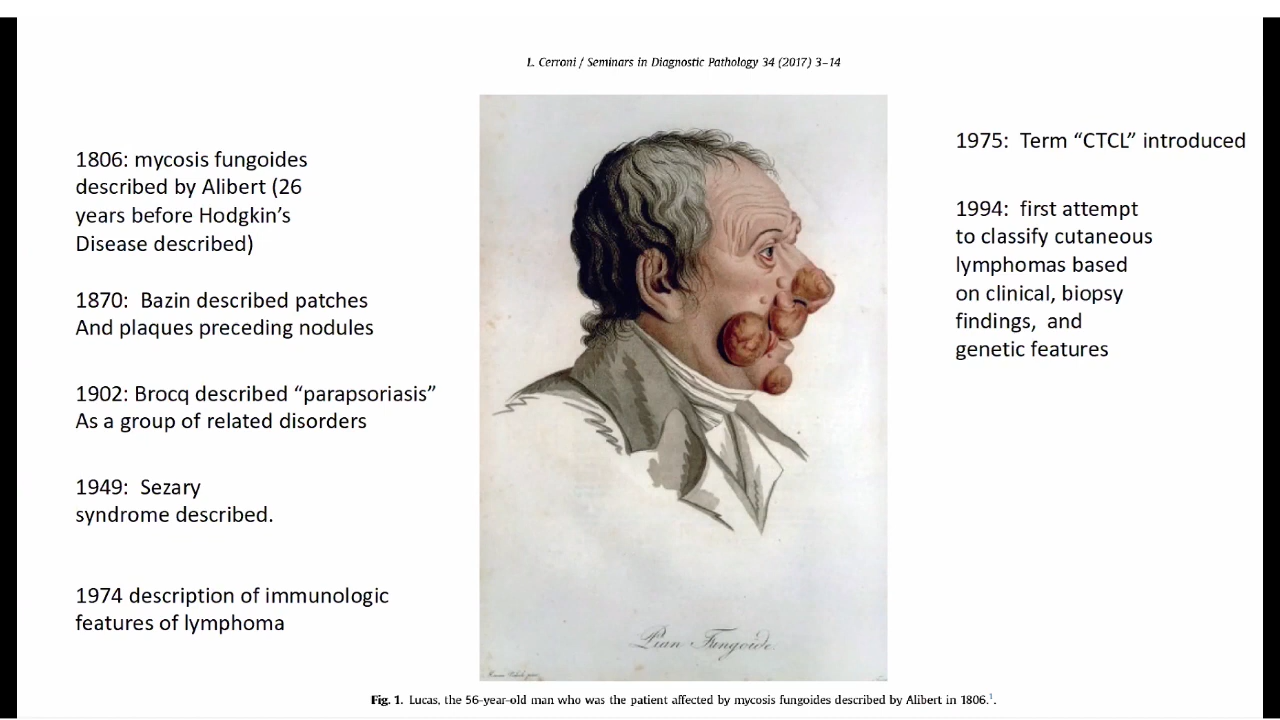 L. Cerroni / Seminars in Diagnostic Pathology 34 (2017) 3–14
1806: mycosis fungoides
described by Alibert (26
years before Hodgkin's
Disease described)
1870:  Bazin described patches
And plaques preceding nodules
1902: Brocq described “parapsoriasis”
As a group of related disorders
1949:  Sezary
syndrome described.
1974 description of immunologic
features of lymphoma
1975:  Term “CTCL” introduced
1994:  first attempt
to classify cutaneous
lymphomas based
on clinical, biopsy
findings,  and
genetic features
Pian Fungoide.
Fig. 1. Lucas, the 56-year-old man who was the patient affected by mycosis fungoides described by Alibert in 1806.1.